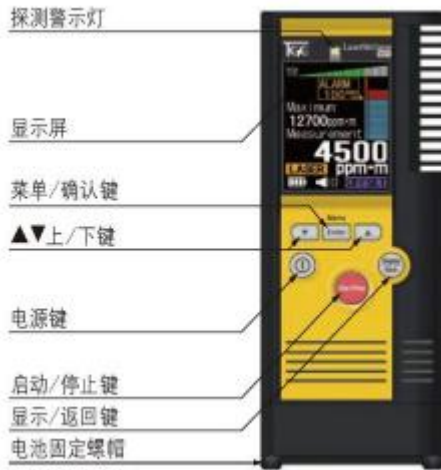 探测警示灯
显示屏
菜单/确认键
▲▼上/下键
电源键
启动/停止键
显示/返回键
电池固定螺帽
ALARM
Maximum
12700ppm-m
Measurement
4500
LASER ppm-m
OFFSET
Menu
Enter